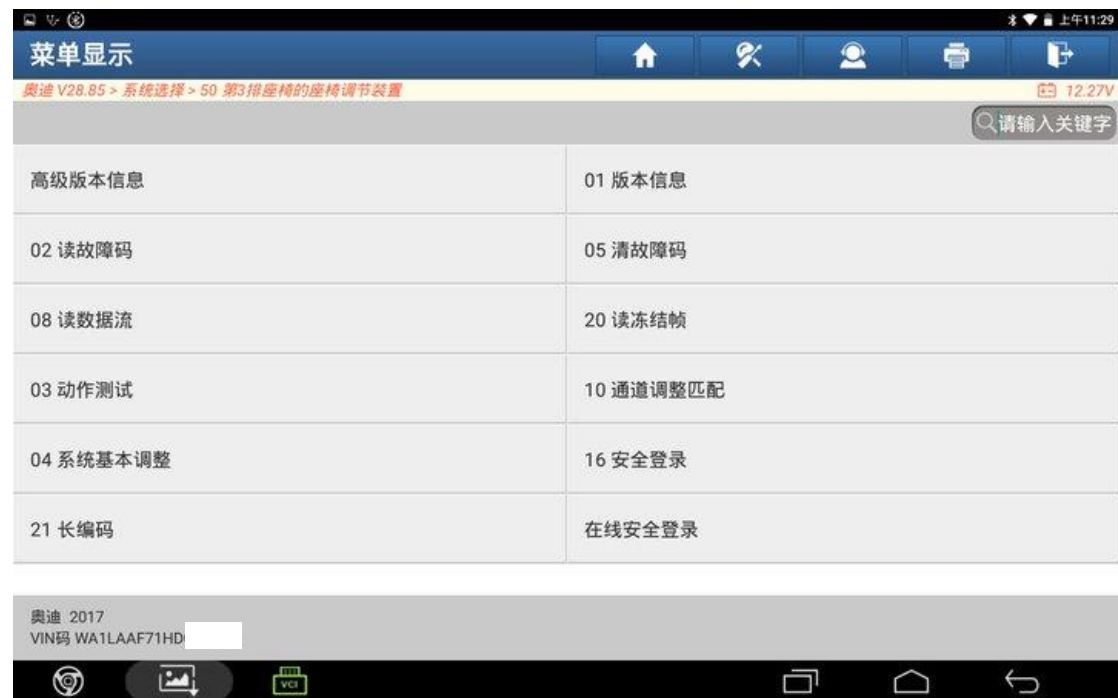 上午11:29
菜单显示
奥迪 V28.85 > 系统选择 > 50 第3排座椅的座椅调节装置
12.27V
请输入关键字
高级版本信息
01 版本信息
02 读故障码
05 清故障码
08 读数据流
20 读冻结帧
03 动作测试
10 通道调整匹配
04 系统基本调整
16 安全登录
21 长编码
在线安全登录
奥迪 2017
VIN码 WA1LAAF71HD
VCI